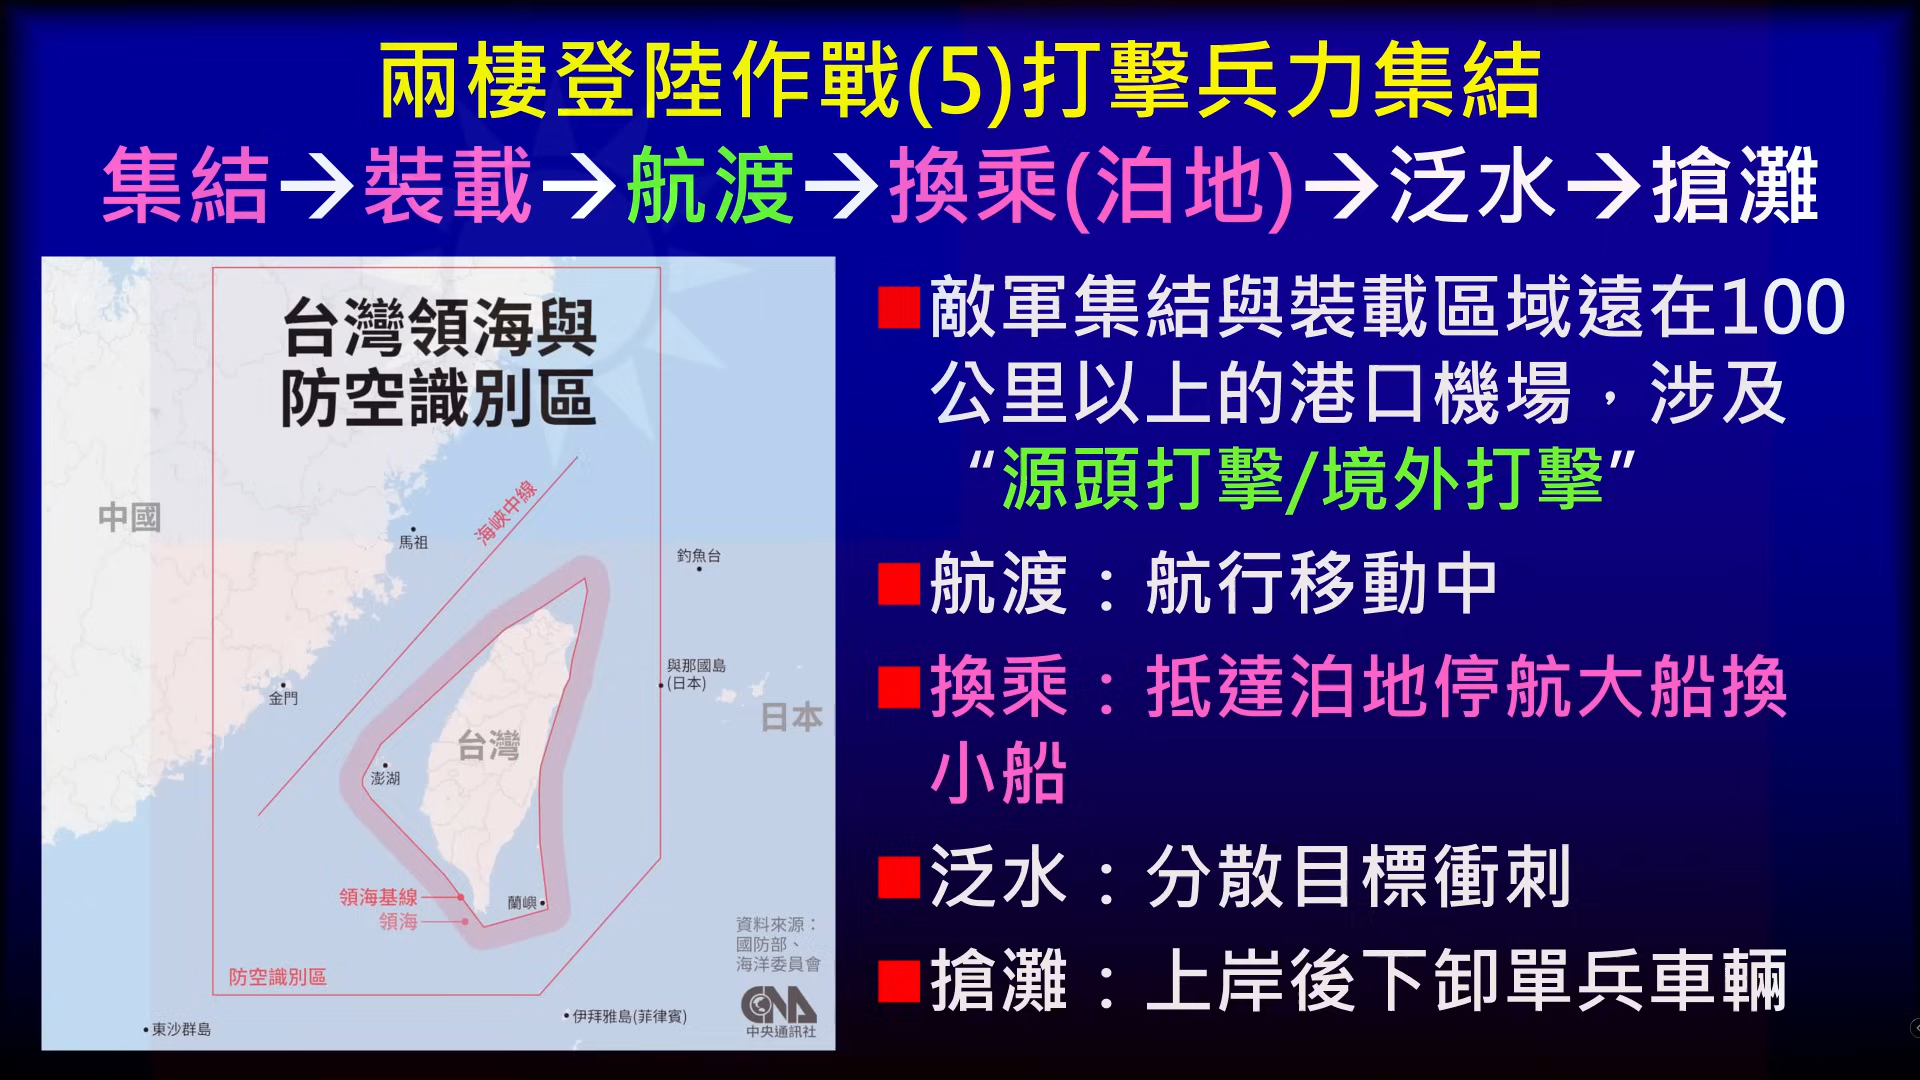 兩棲登陸作戰(5)打擊兵力集結
集結→裝載→航渡→換乘(泊地)→泛水→搶灘
台灣領海與
防空識別區
中國
馬祖
海峽中線
釣魚台
與那國島
(日本)
金門
日本
台灣
澎湖
領海基線
領海
蘭嶼
資料來源：
國防部、
海洋委員會
防空識別區
CNA
中央通訊社
伊拜雅島(菲律賓)
東沙群島
敵軍集結與裝載區域遠在100
公里以上的港口機場，涉及
“源頭打擊/境外打擊”
航渡：航行移動中
換乘：抵達泊地停航大船換
小船
泛水：分散目標衝刺
搶灘：上岸後下卸單兵車輛